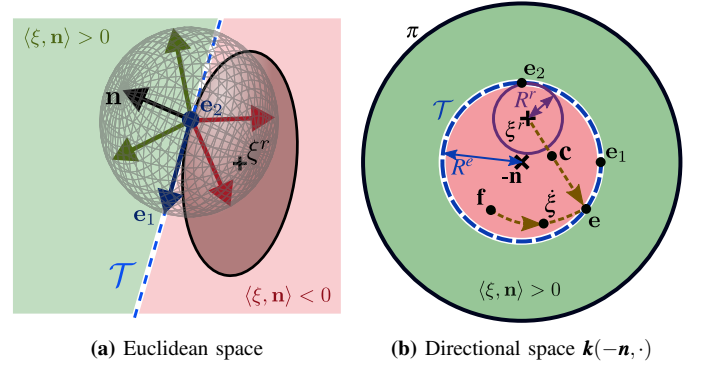 ⟨ξ, n⟩ > 0
n
e₂
ξʳ
e₁
𝒯
⟨ξ, n⟩ < 0
(a) Euclidean space
π
e₂
𝒯
Rʳ
ξʳ
Rᵉ
c
e₁
-n
f
ξ̇
e
⟨ξ, n⟩ > 0
(b) Directional space k(−n, ·)